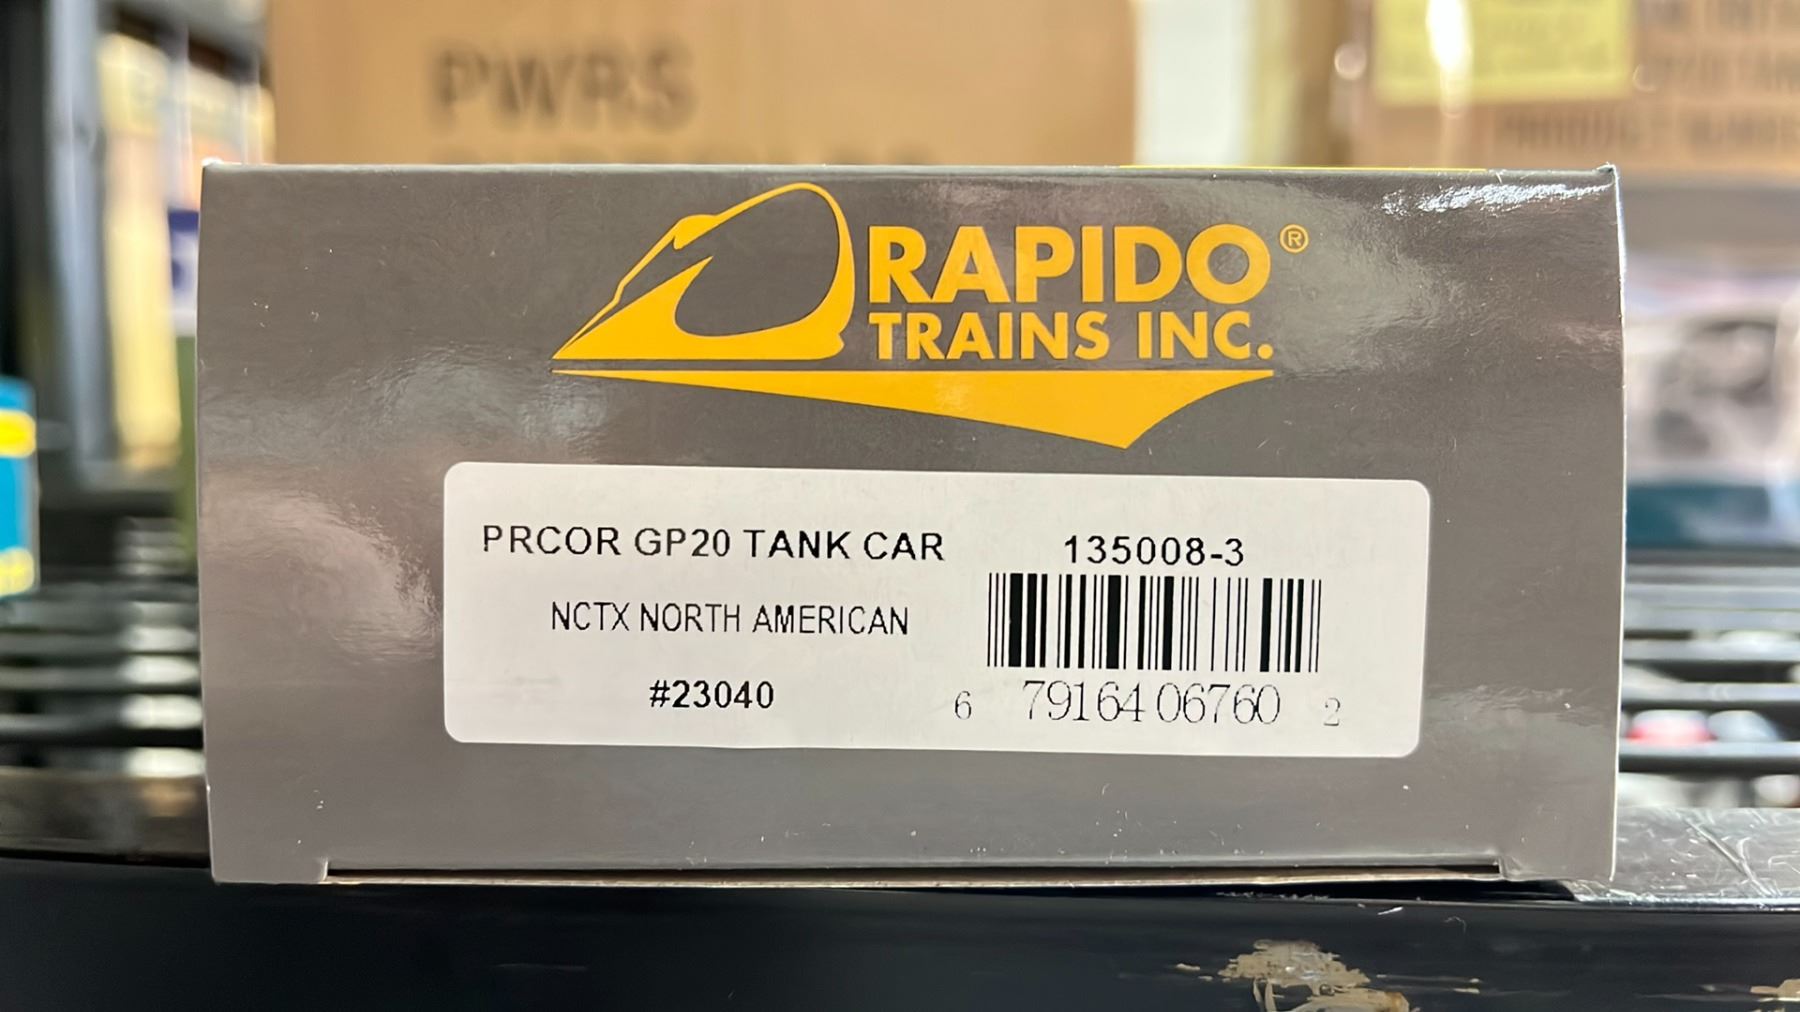 PWRS
RAPIDO®
TRAINS INC.
PRCOR GP20 TANK CAR
135008-3
NCTX NORTH AMERICAN
#23040
6 79164 06760 2